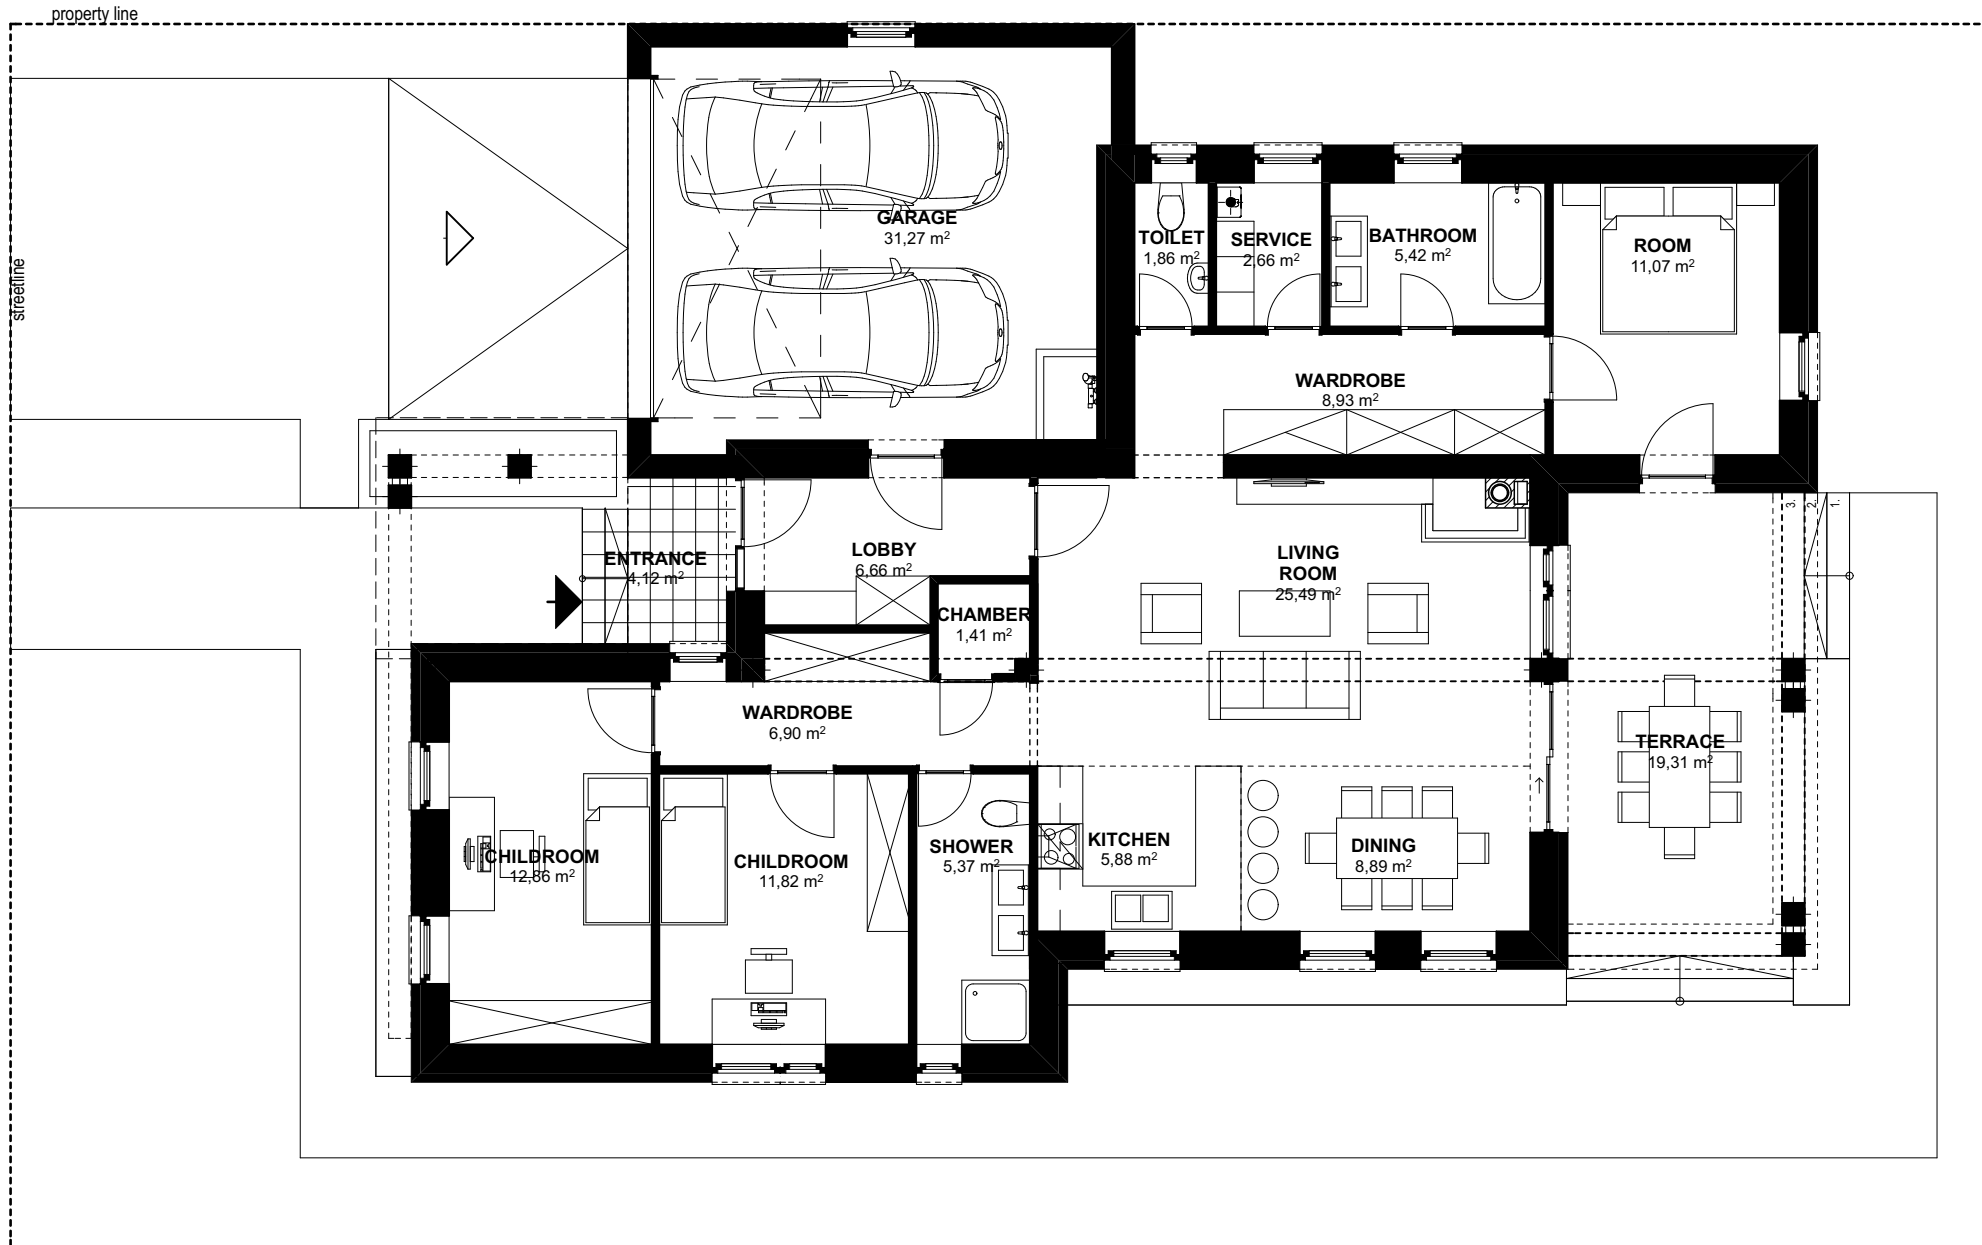 property line
streetline
GARAGE
31,27 m²
TOILET
1,86 m²
SERVICE
2,66 m²
BATHROOM
5,42 m²
ROOM
11,07 m²
WARDROBE
8,93 m²
ENTRANCE
4,12 m²
LOBBY
6,66 m²
CHAMBER
1,41 m²
LIVING
ROOM
25,49 m²
3.
2.
1.
WARDROBE
6,90 m²
TERRACE
19,31 m²
CHILDROOM
12,86 m²
CHILDROOM
11,82 m²
SHOWER
5,37 m²
KITCHEN
5,88 m²
DINING
8,89 m²